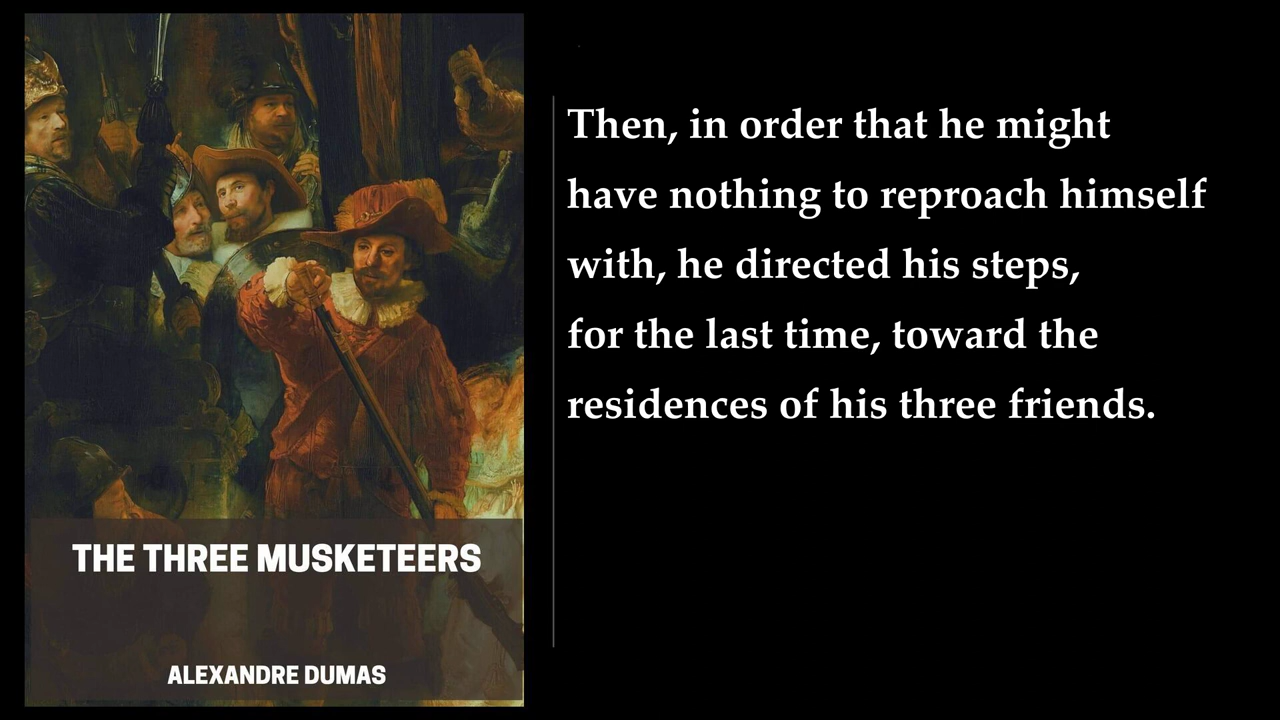 THE THREE MUSKETEERS
ALEXANDRE DUMAS
Then, in order that he might
have nothing to reproach himself
with, he directed his steps,
for the last time, toward the
residences of his three friends.